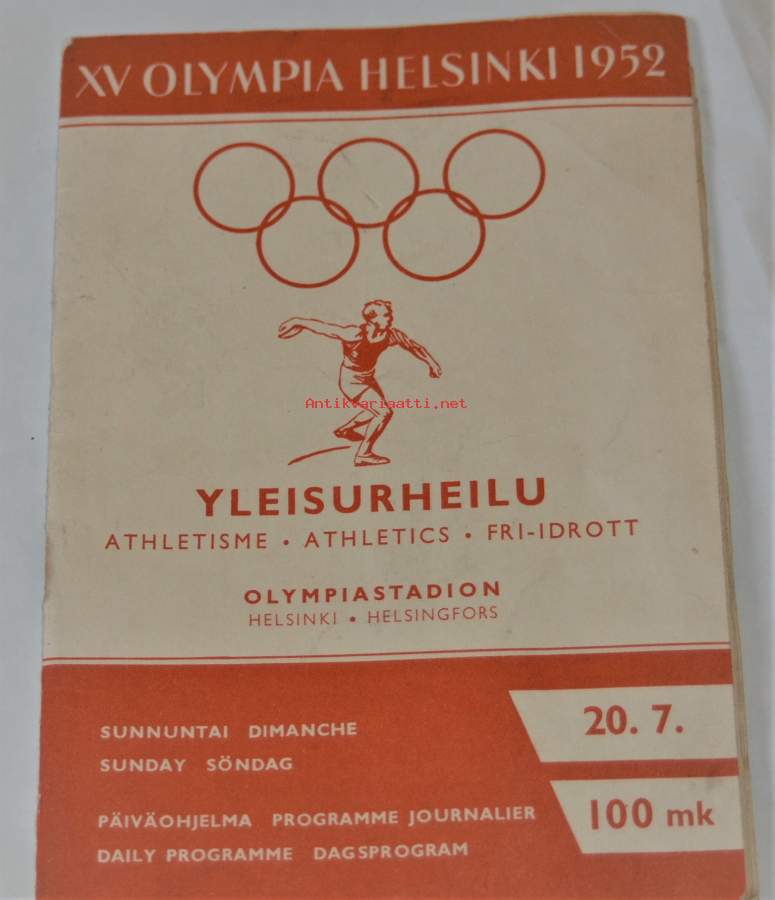 XV OLYMPIA HELSINKI 1952
Antikvariaatti.net
YLEISURHEILU
ATHLETISME • ATHLETICS • FRI-IDROTT
OLYMPIASTADION
HELSINKI • HELSINGFORS
SUNNUNTAI DIMANCHE
SUNDAY SÖNDAG
20. 7.
PÄIVÄOHJELMA PROGRAMME JOURNALIER
DAILY PROGRAMME DAGSPROGRAM
100 mk